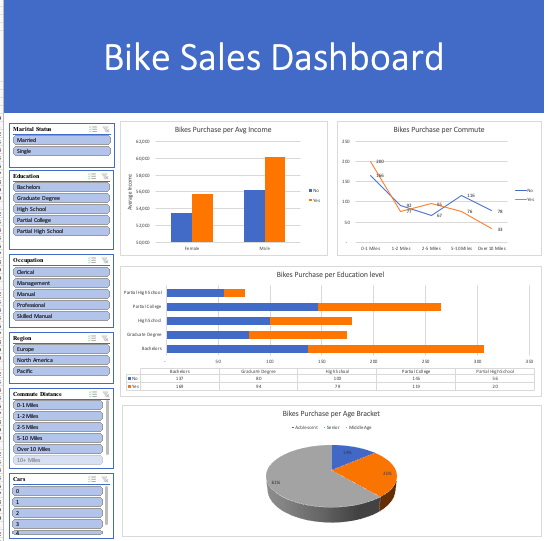 Bike Sales Dashboard
Marital Status
Married
Single
Education
Bachelors
Graduate Degree
High School
Partial College
Partial High School
Occupation
Clerical
Management
Manual
Professional
Skilled Manual
Region
Europe
North America
Pacific
Commute Distance
0-1 Miles
1-2 Miles
2-5 Miles
5-10 Miles
Over 10 Miles
10+ Miles
Cars
0
1
2
3
4
Bikes Purchase per Avg Income
Average Income
62,000
60,000
58,000
56,000
54,000
52,000
50,000
Female
Male
No
Yes
Bikes Purchase per Commute
250
200
150
100
50
-
200
166
92
77
95
67
116
76
78
33
0-1 Miles
1-2 Miles
2-5 Miles
5-10 Miles
Over 10 Miles
No
Yes
Bikes Purchase per Education level
Partial High School
Partial College
High School
Graduate Degree
Bachelors
-
50
100
150
200
250
300
350
Bachelors Graduate Degree High School Partial College Partial High School
No 137 80 100 146 56
Yes 169 94 79 119 20
Bikes Purchase per Age Bracket
Adolescent Senior Middle Age
61%